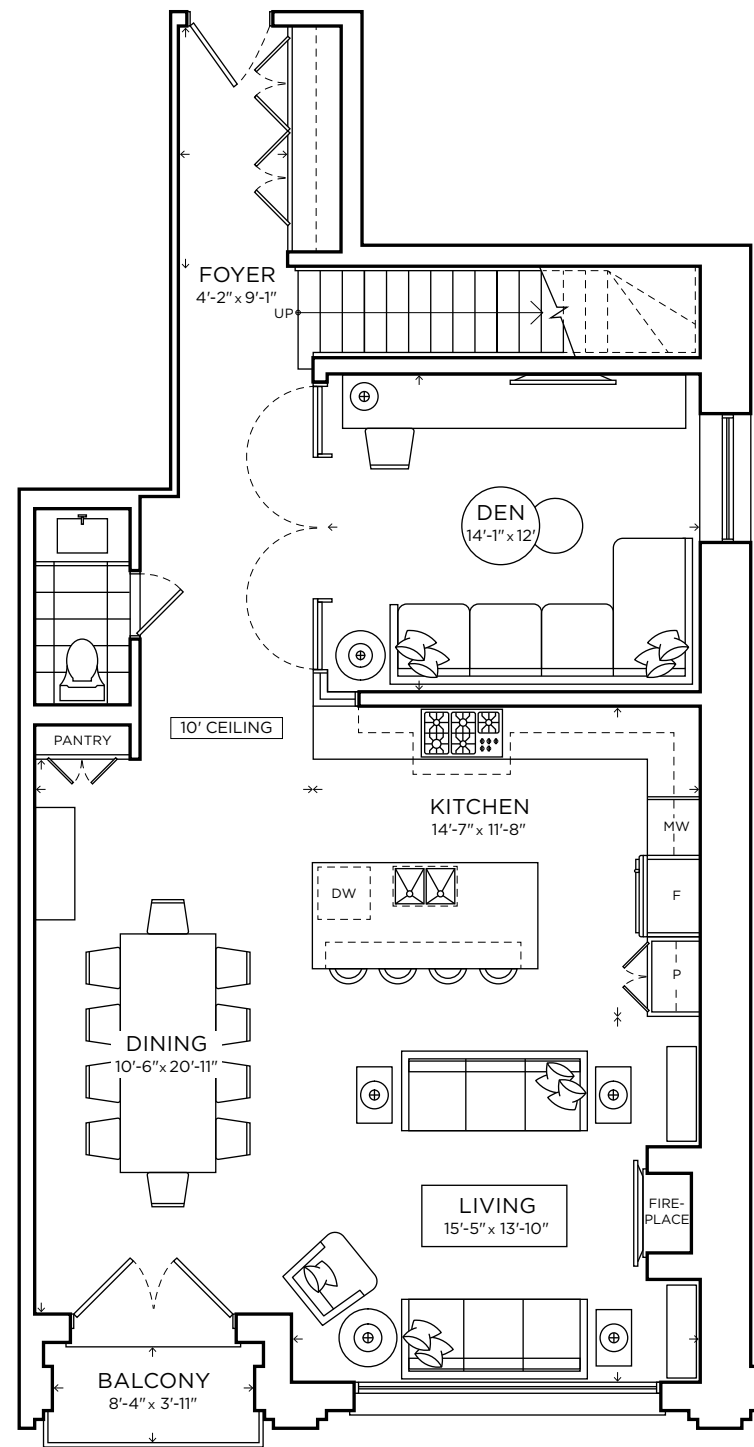 FOYER
4'-2" x 9'-1"
UP
DEN
14'-1" x 12'
10' CEILING
PANTRY
KITCHEN
14'-7" x 11'-8"
MW
DW
F
P
DINING
10'-6" x 20'-11"
LIVING
15'-5" x 13'-10"
FIRE-
PLACE
BALCONY
8'-4" x 3'-11"